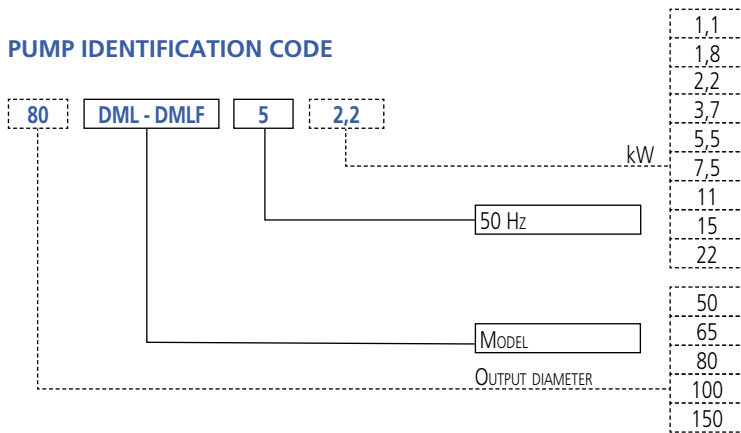 PUMP IDENTIFICATION CODE
80 DML - DMLF 5 2,2
kW
1,1
1,8
2,2
3,7
5,5
7,5
11
15
22
50 Hz
Model
Output diameter
50
65
80
100
150